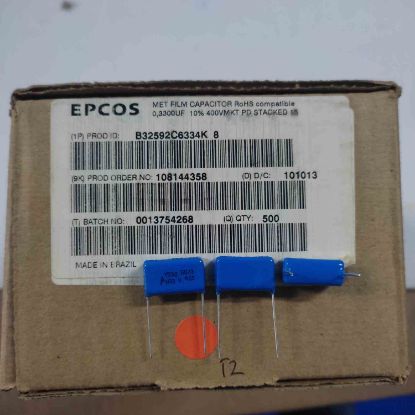 EPCOS
MET FILM CAPACITOR RoHS compatible
0,3300UF 10% 400VMKT PD STACKED
(1P) PROD ID: B32592C6334K 8
(9K) PROD ORDER NO: 108144358 (D) D/C: 101013
(T) BATCH NO: 0013754268 (Q) QTY: 500
MADE IN BRAZIL
T2